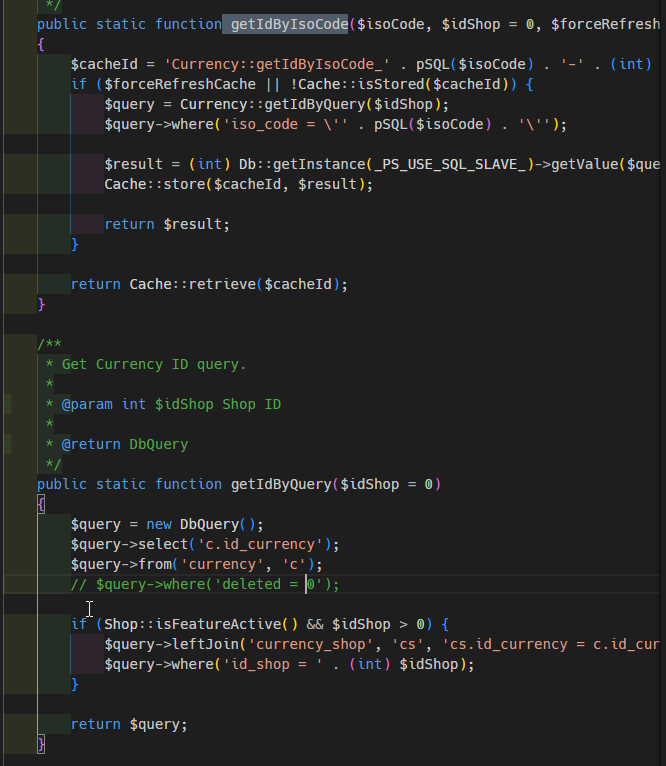 */
public static function getIdByIsoCode($isoCode, $idShop = 0, $forceRefresh
{
$cacheId = 'Currency::getIdByIsoCode_' . pSQL($isoCode) . '-' . (int)
if ($forceRefreshCache || !Cache::isStored($cacheId)) {
$query = Currency::getIdByQuery($idShop);
$query->where('iso_code = \'' . pSQL($isoCode) . '\'');
$result = (int) Db::getInstance(_PS_USE_SQL_SLAVE_)->getValue($que
Cache::store($cacheId, $result);
return $result;
}
return Cache::retrieve($cacheId);
}
/**
* Get Currency ID query.
*
* @param int $idShop Shop ID
*
* @return DbQuery
*/
public static function getIdByQuery($idShop = 0)
{
$query = new DbQuery();
$query->select('c.id_currency');
$query->from('currency', 'c');
// $query->where('deleted = 0');
if (Shop::isFeatureActive() && $idShop > 0) {
$query->leftJoin('currency_shop', 'cs', 'cs.id_currency = c.id_cur
$query->where('id_shop = ' . (int) $idShop);
}
return $query;
}